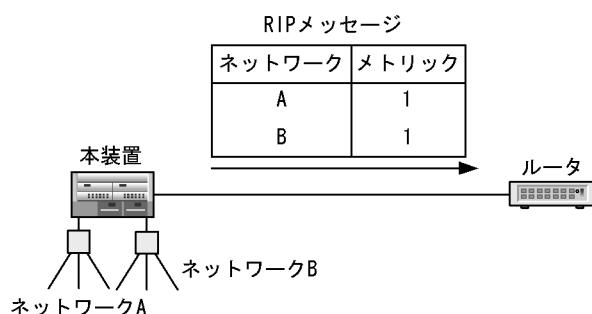 RIPメッセージ
ネットワーク メトリック
A 1
B 1
本装置
ルータ
ネットワークB
ネットワークA